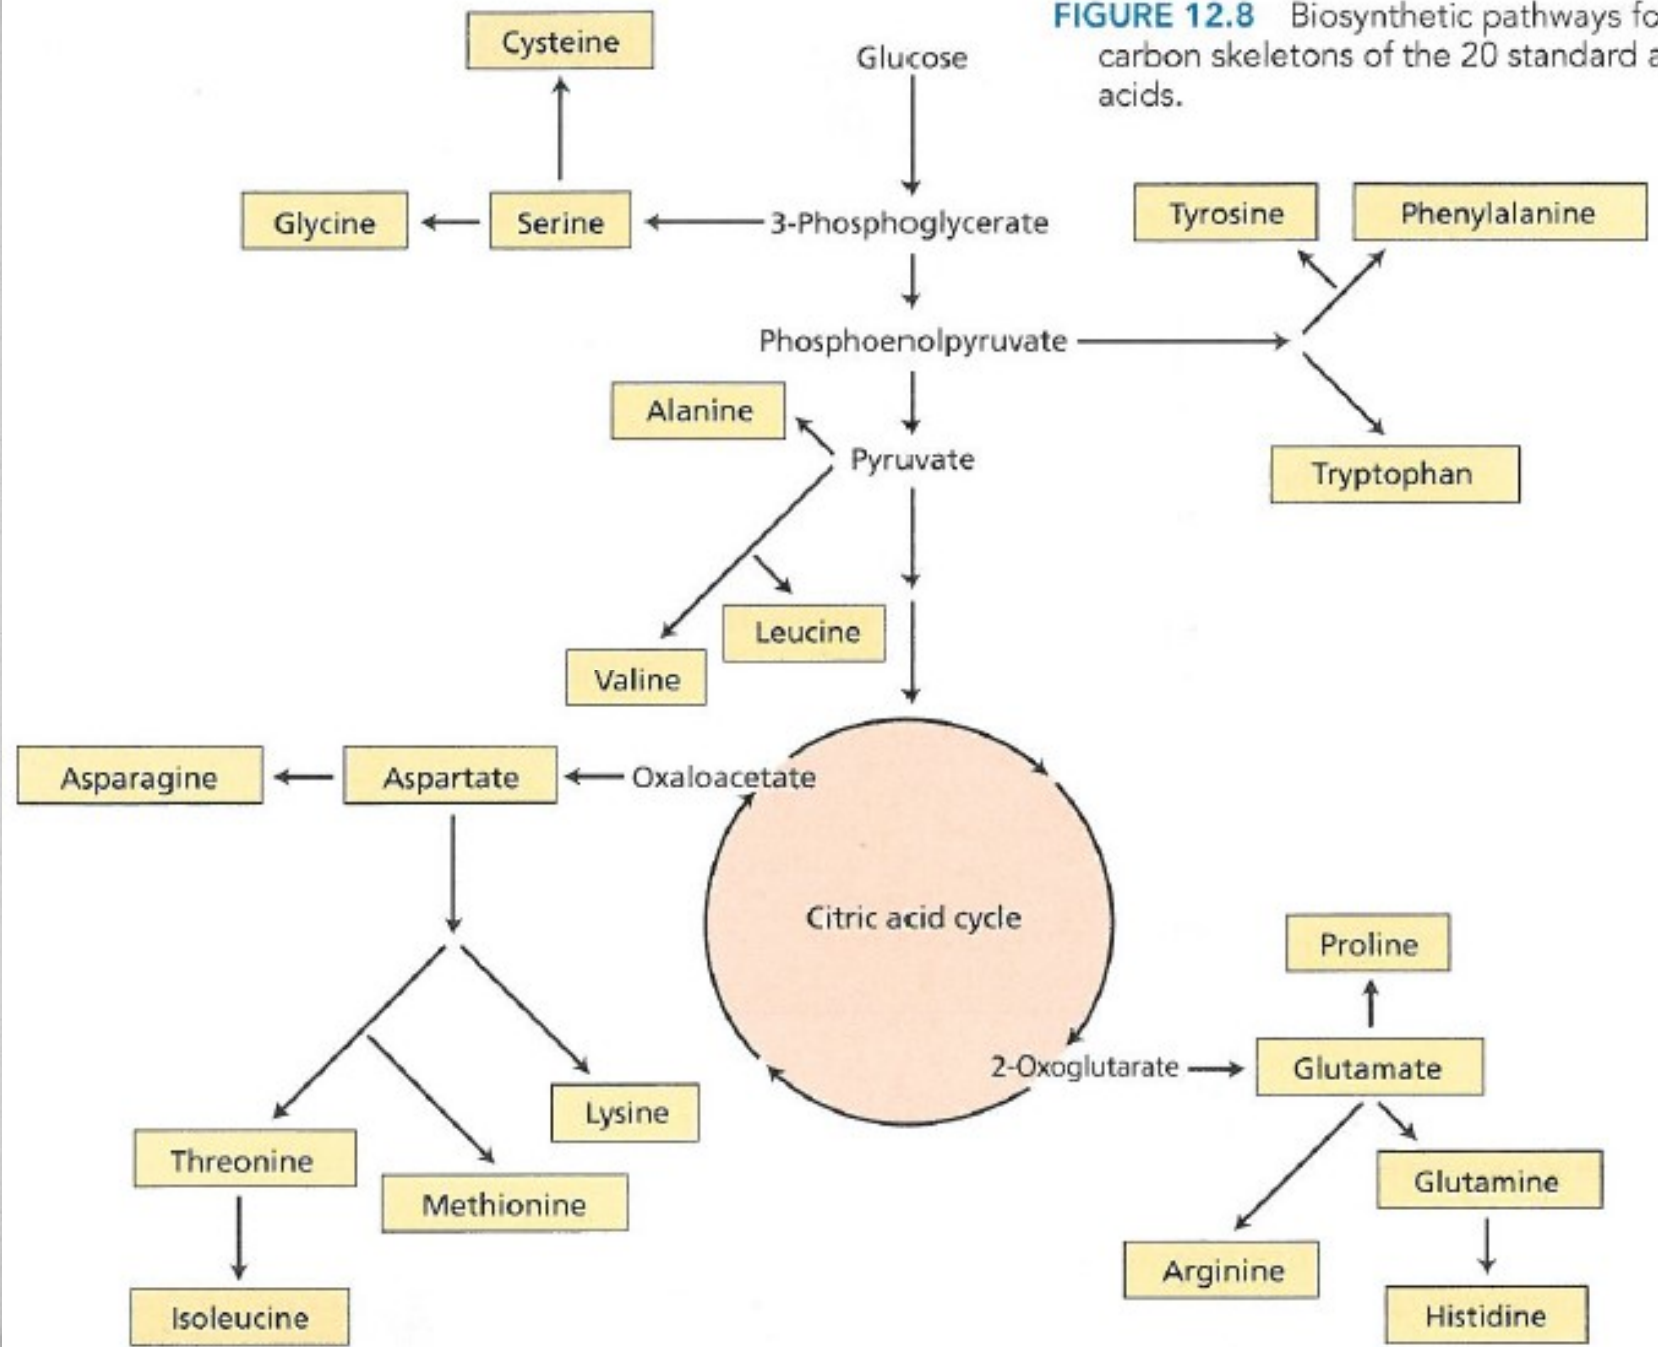 FIGURE 12.8 Biosynthetic pathways fo
carbon skeletons of the 20 standard a
acids.
Cysteine
Glucose
Glycine
Serine
3-Phosphoglycerate
Tyrosine
Phenylalanine
Phosphoenolpyruvate
Alanine
Pyruvate
Tryptophan
Leucine
Valine
Asparagine
Aspartate
Oxaloacetate
Citric acid cycle
Proline
2-Oxoglutarate
Glutamate
Lysine
Threonine
Methionine
Glutamine
Arginine
Isoleucine
Histidine